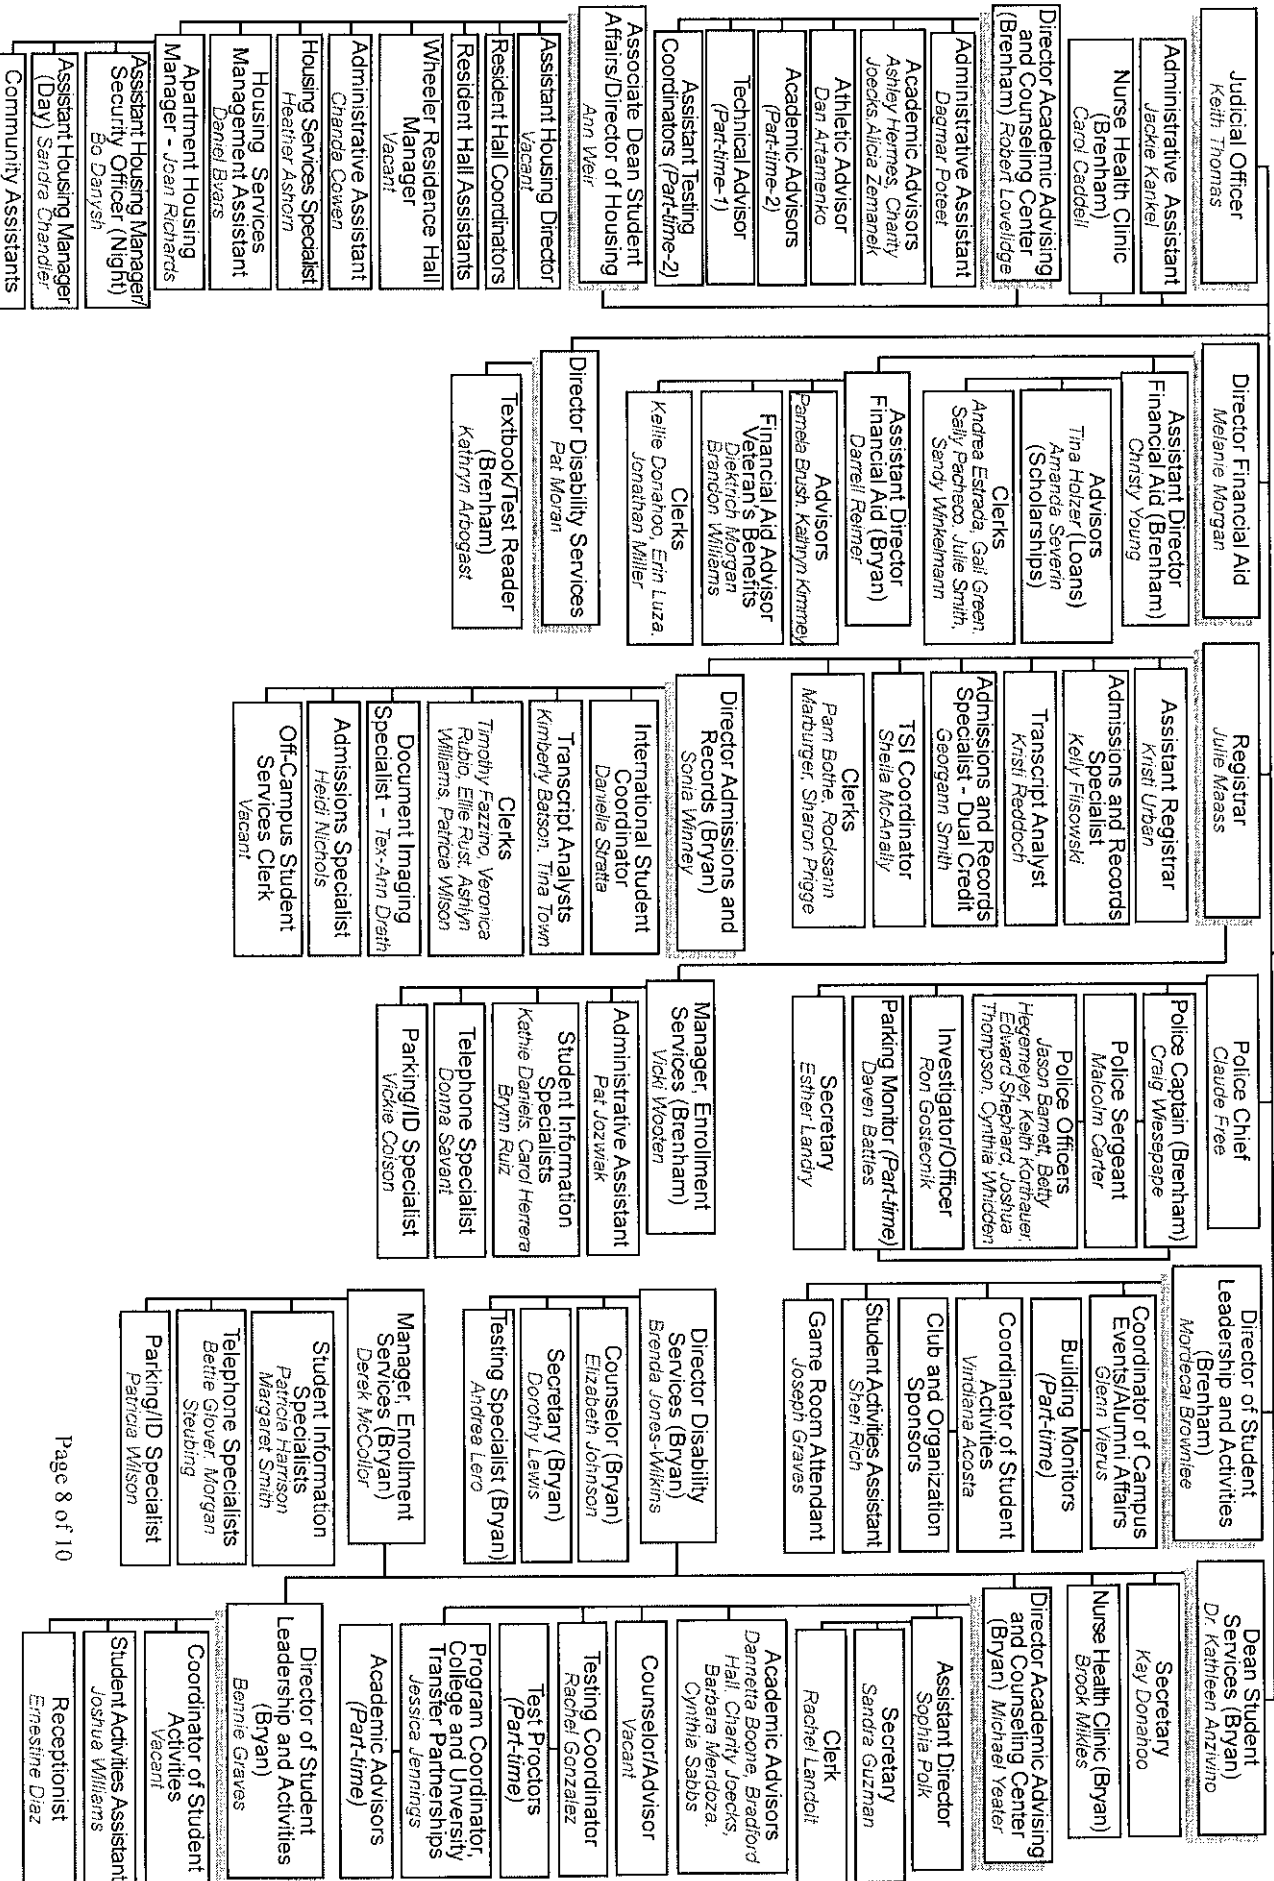 Judicial Officer
Keith Thomas
Administrative Assistant
Jackie Kankel
Nurse Health Clinic
(Brenham)
Carol Caddell
Director Academic Advising
and Counseling Center
(Brenham) Robert Lovelidge
Administrative Assistant
Dagmar Poteet
Academic Advisors
Ashley Hermes, Charity
Joecks, Alicia Zemanek
Athletic Advisor
Dan Artamenko
Academic Advisors
(Part-time-2)
Technical Advisor
(Part-time-1)
Assistant Testing
Coordinators (Part-time-2)
Associate Dean Student
Affairs/Director of Housing
Ann Weir
Assistant Housing Director
Vacant
Resident Hall Coordinators
Resident Hall Assistants
Wheeler Residence Hall
Manager
Vacant
Administrative Assistant
Chanda Cowen
Housing Services Specialist
Heather Ashorn
Housing Services
Management Assistant
Daniel Byars
Apartment Housing
Manager - Joan Richards
Assistant Housing Manager/
Security Officer (Night)
Bo Danysh
Assistant Housing Manager
(Day) Sandra Chandler
Community Assistants
Director Financial Aid
Melanie Morgan
Assistant Director
Financial Aid (Brenham)
Christy Young
Advisors
Tina Holzer (Loans)
Amanda Severin
(Scholarships)
Clerks
Andrea Estrada, Gail Green,
Sally Pacheco, Julie Smith,
Sandy Winkelmann
Assistant Director
Financial Aid (Bryan)
Darrell Reimer
Advisors
Pamela Brush, Kathryn Kimmey
Financial Aid Advisor
Veteran's Benefits
Diektrich Morgan
Brandon Williams
Clerks
Kellie Donahoo, Erin Luza,
Jonathan Miller
Director Disability Services
Pat Moran
Textbook/Test Reader
(Brenham)
Kathryn Arbogast
Registrar
Julie Maass
Assistant Registrar
Kristi Urban
Admissions and Records
Specialist
Kelly Fisowski
Transcript Analyst
Kristi Reddoch
Admissions and Records
Specialist - Dual Credit
Georgann Smith
TSI Coordinator
Sheila McAnally
Clerks
Pam Bothe, Rocksann
Marburger, Sharon Prigge
Director Admissions and
Records (Bryan)
Sonia Winney
International Student
Coordinator
Daniella Stratta
Transcript Analysts
Kimberly Batson, Tina Town
Clerks
Timothy Fazzino, Veronica
Rubio, Ellie Rust, Ashlyn
Williams, Patricia Wilson
Document Imaging
Specialist - Tex-Ann Drath
Admissions Specialist
Heidi Nichols
Off-Campus Student
Services Clerk
Vacant
Police Chief
Claude Free
Police Captain (Brenham)
Craig Wiesepape
Police Sergeant
Malcolm Carter
Police Officers
Jason Barnett, Betty
Hegemeyer, Keith Korthauer,
Edward Shephard, Joshua
Thompson, Cynthia Whidden
Investigator/Officer
Ron Gostecnik
Parking Monitor (Part-time)
Daven Battles
Secretary
Esther Landry
Manager, Enrollment
Services (Brenham)
Vicki Wooten
Administrative Assistant
Pat Jozwiak
Student Information
Specialists
Kathie Daniels, Carol Herrera
Brynn Ruiz
Telephone Specialist
Donna Savant
Parking/ID Specialist
Vickie Colson
Director of Student
Leadership and Activities
(Brenham)
Mordecai Brownlee
Coordinator of Campus
Events/Alumni Affairs
Glenn Vierus
Building Monitors
(Part-time)
Coordinator of Student
Activities
Viridiana Acosta
Club and Organization
Sponsors
Student Activities Assistant
Sheri Rich
Game Room Attendant
Joseph Graves
Director Disability
Services (Bryan)
Brenda Jones-Wilkins
Counselor (Bryan)
Elizabeth Johnson
Secretary (Bryan)
Dorothy Lewis
Testing Specialist (Bryan)
Andrea Lero
Manager, Enrollment
Services (Bryan)
Derek McCollor
Student Information
Specialists
Patricia Harrison
Margaret Smith
Telephone Specialists
Bettie Glover, Morgan
Steubing
Parking/ID Specialist
Patricia Wilson
Dean Student
Services (Bryan)
Dr. Kathleen Anzivino
Secretary
Kay Donahoo
Nurse Health Clinic (Bryan)
Brook Mikles
Director Academic Advising
and Counseling Center
(Bryan) Michael Yeater
Assistant Director
Sophia Polk
Secretary
Sandra Guzman
Clerk
Rachel Landolt
Academic Advisors
Dannetta Boone, Bradford
Hall, Charity Joecks,
Barbara Mendoza,
Cynthia Sabbs
Counselor/Advisor
Vacant
Testing Coordinator
Rachel Gonzalez
Test Proctors
(Part-time)
Program Coordinator,
College and Unversity
Transfer Partnerships
Jessica Jennings
Academic Advisors
(Part-time)
Director of Student
Leadership and Activities
(Bryan)
Bennie Graves
Coordinator of Student
Activities
Vacant
Student Activities Assistant
Joshua Williams
Receptionist
Ernestine Diaz
Page 8 of 10